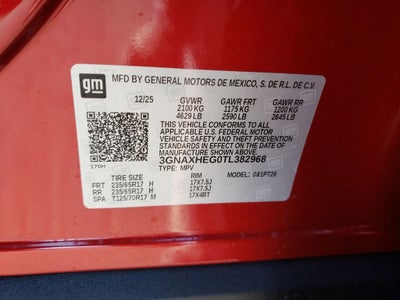 gm
MFD BY GENERAL MOTORS DE MEXICO, S. DE R.L. DE C.V.
12/25 GVWR GAWR FRT GAWR RR
2100 KG 1175 KG 1200 KG
4629 LB 2590 LB 2645 LB
THIS VEHICLE CONFORMS TO ALL
APPLICABLE U.S. FEDERAL MOTOR
VEHICLE SAFETY BUMPER, AND THEFT PREVENTION
STANDARDS IN EFFECT ON THE DATE OF
MANUFACTURE SHOWN ABOVE.
3GNAXHEG0TL382968
TYPE: MPV
170H
TIRE SIZE RIM MODEL: 081PT26
FRT 235/65R17 H 17X7.5J
RR 235/65R17 H 17X7.5J
SPA T125/70R17 M 17X4BT